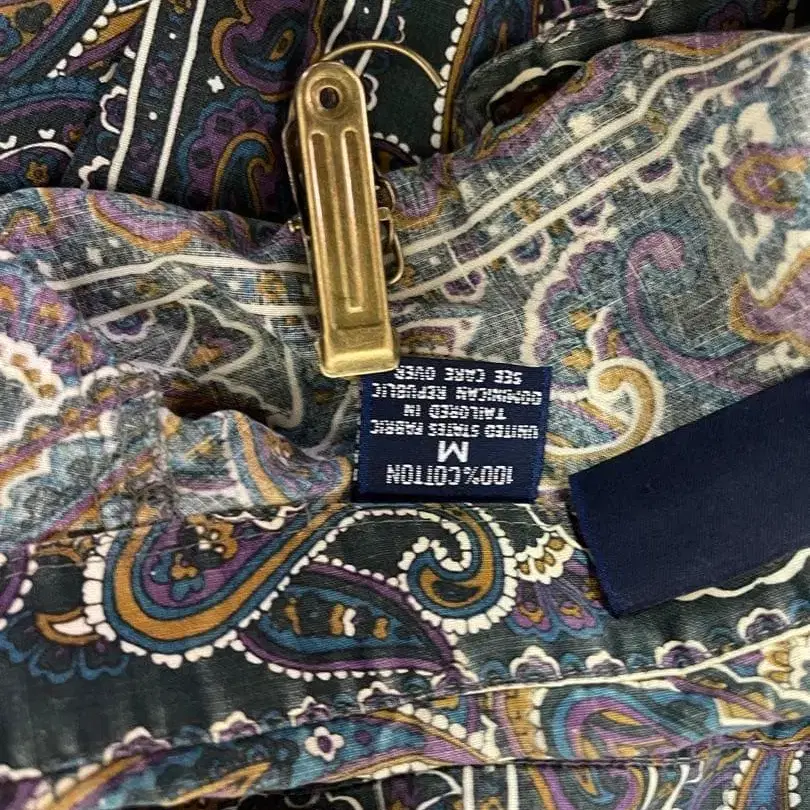 100% COTTON
M
UNITED STATES FABRIC
TAILORED IN
DOMINICAN REPUBLIC
SEE CARE OVER